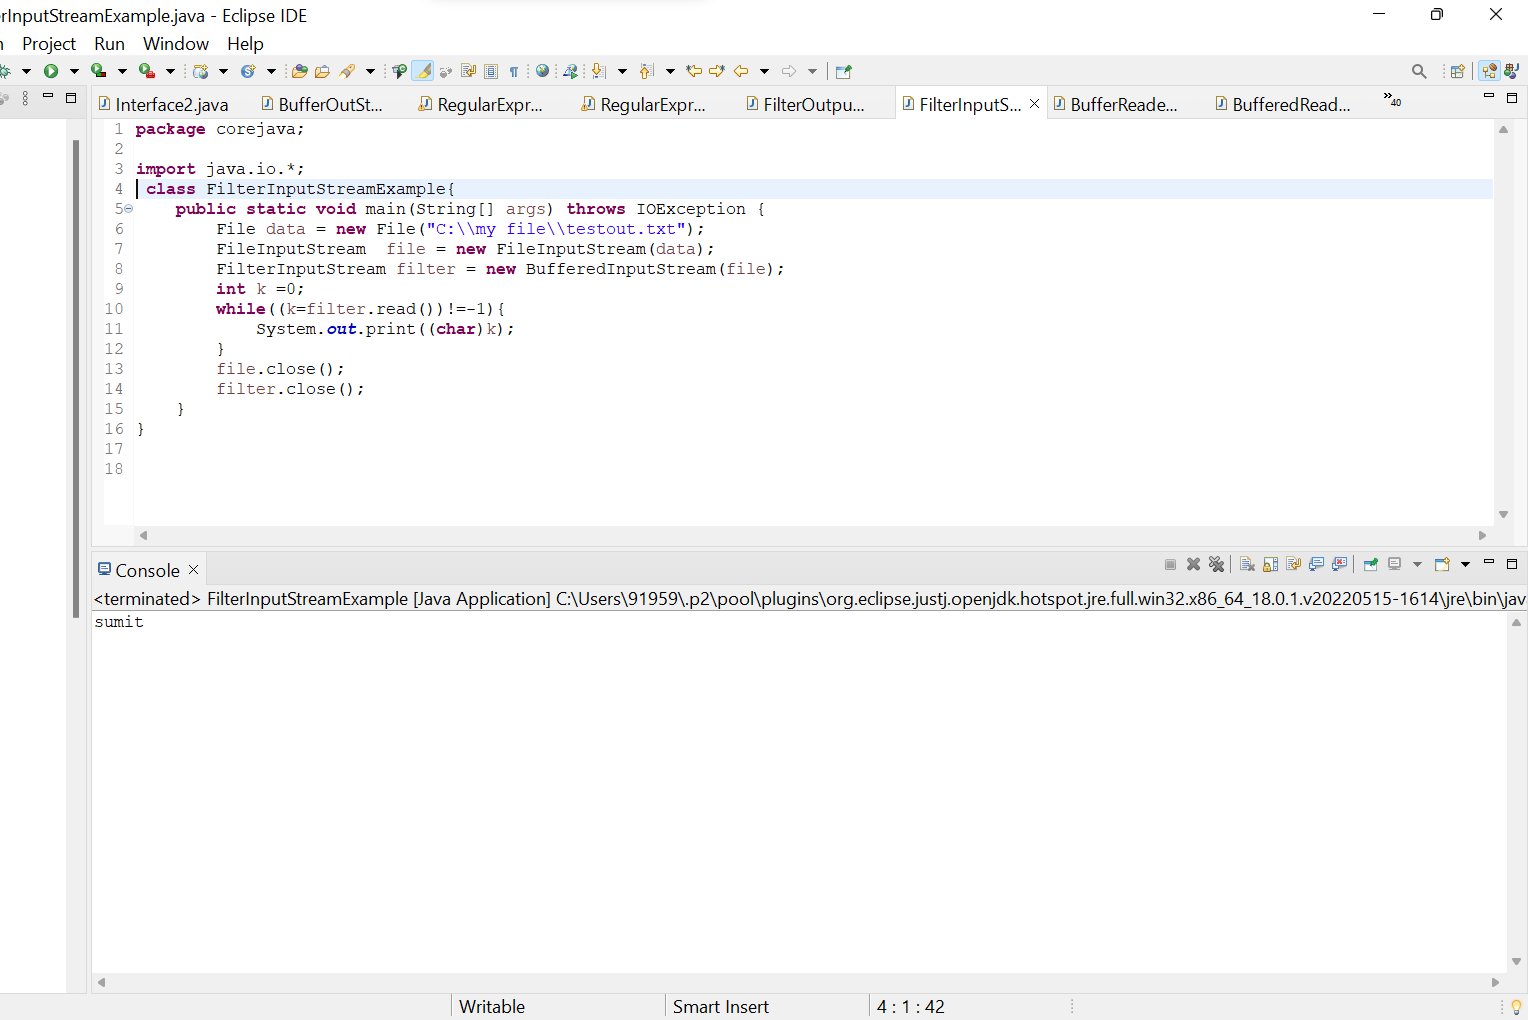 rInputStreamExample.java - Eclipse IDE
Project Run Window Help
Interface2.java BufferOutSt... RegularExpr... RegularExpr... FilterOutpu... FilterInputS... BufferReade... BufferedRead... »40
1 package corejava;
2
3 import java.io.*;
4 class FilterInputStreamExample{
5 public static void main(String[] args) throws IOException {
6 File data = new File("C:\\my file\\testout.txt");
7 FileInputStream file = new FileInputStream(data);
8 FilterInputStream filter = new BufferedInputStream(file);
9 int k =0;
10 while((k=filter.read())!=-1){
11 System.out.print((char)k);
12 }
13 file.close();
14 filter.close();
15 }
16 }
17
18
Console
<terminated> FilterInputStreamExample [Java Application] C:\Users\91959\.p2\pool\plugins\org.eclipse.justj.openjdk.hotspot.jre.full.win32.x86_64_18.0.1.v20220515-1614\jre\bin\jav
sumit
Writable Smart Insert 4 : 1 : 42